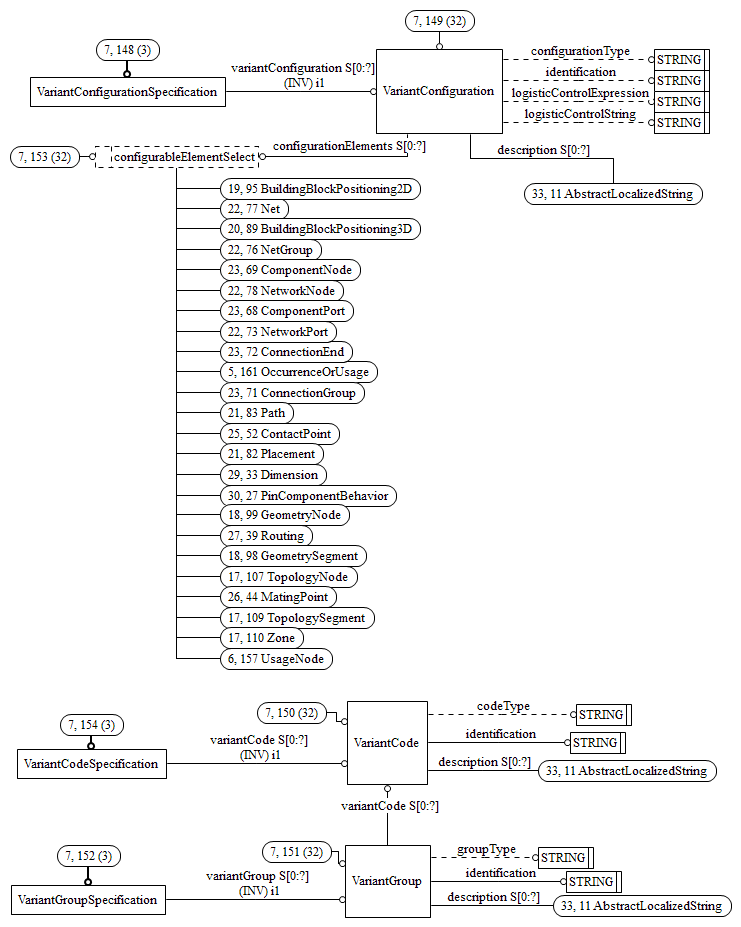 7, 149 (32)
7, 148 (3)
VariantConfigurationSpecification
variantConfiguration S[0:?]
(INV) i1
VariantConfiguration
configurationType
STRING
identification
STRING
logisticControlExpression
STRING
logisticControlString
STRING
7, 153 (32)
configurableElementSelect
configurationElements S[0:?]
description S[0:?]
33, 11 AbstractLocalizedString
19, 95 BuildingBlockPositioning2D
22, 77 Net
20, 89 BuildingBlockPositioning3D
22, 76 NetGroup
23, 69 ComponentNode
22, 78 NetworkNode
23, 68 ComponentPort
22, 73 NetworkPort
23, 72 ConnectionEnd
5, 161 OccurrenceOrUsage
23, 71 ConnectionGroup
21, 83 Path
25, 52 ContactPoint
21, 82 Placement
29, 33 Dimension
30, 27 PinComponentBehavior
18, 99 GeometryNode
27, 39 Routing
18, 98 GeometrySegment
17, 107 TopologyNode
26, 44 MatingPoint
17, 109 TopologySegment
17, 110 Zone
6, 157 UsageNode
7, 154 (3)
VariantCodeSpecification
7, 150 (32)
variantCode S[0:?]
(INV) i1
VariantCode
codeType
STRING
identification
STRING
description S[0:?]
33, 11 AbstractLocalizedString
variantCode S[0:?]
7, 152 (3)
VariantGroupSpecification
7, 151 (32)
variantGroup S[0:?]
(INV) i1
VariantGroup
groupType
STRING
identification
STRING
description S[0:?]
33, 11 AbstractLocalizedString